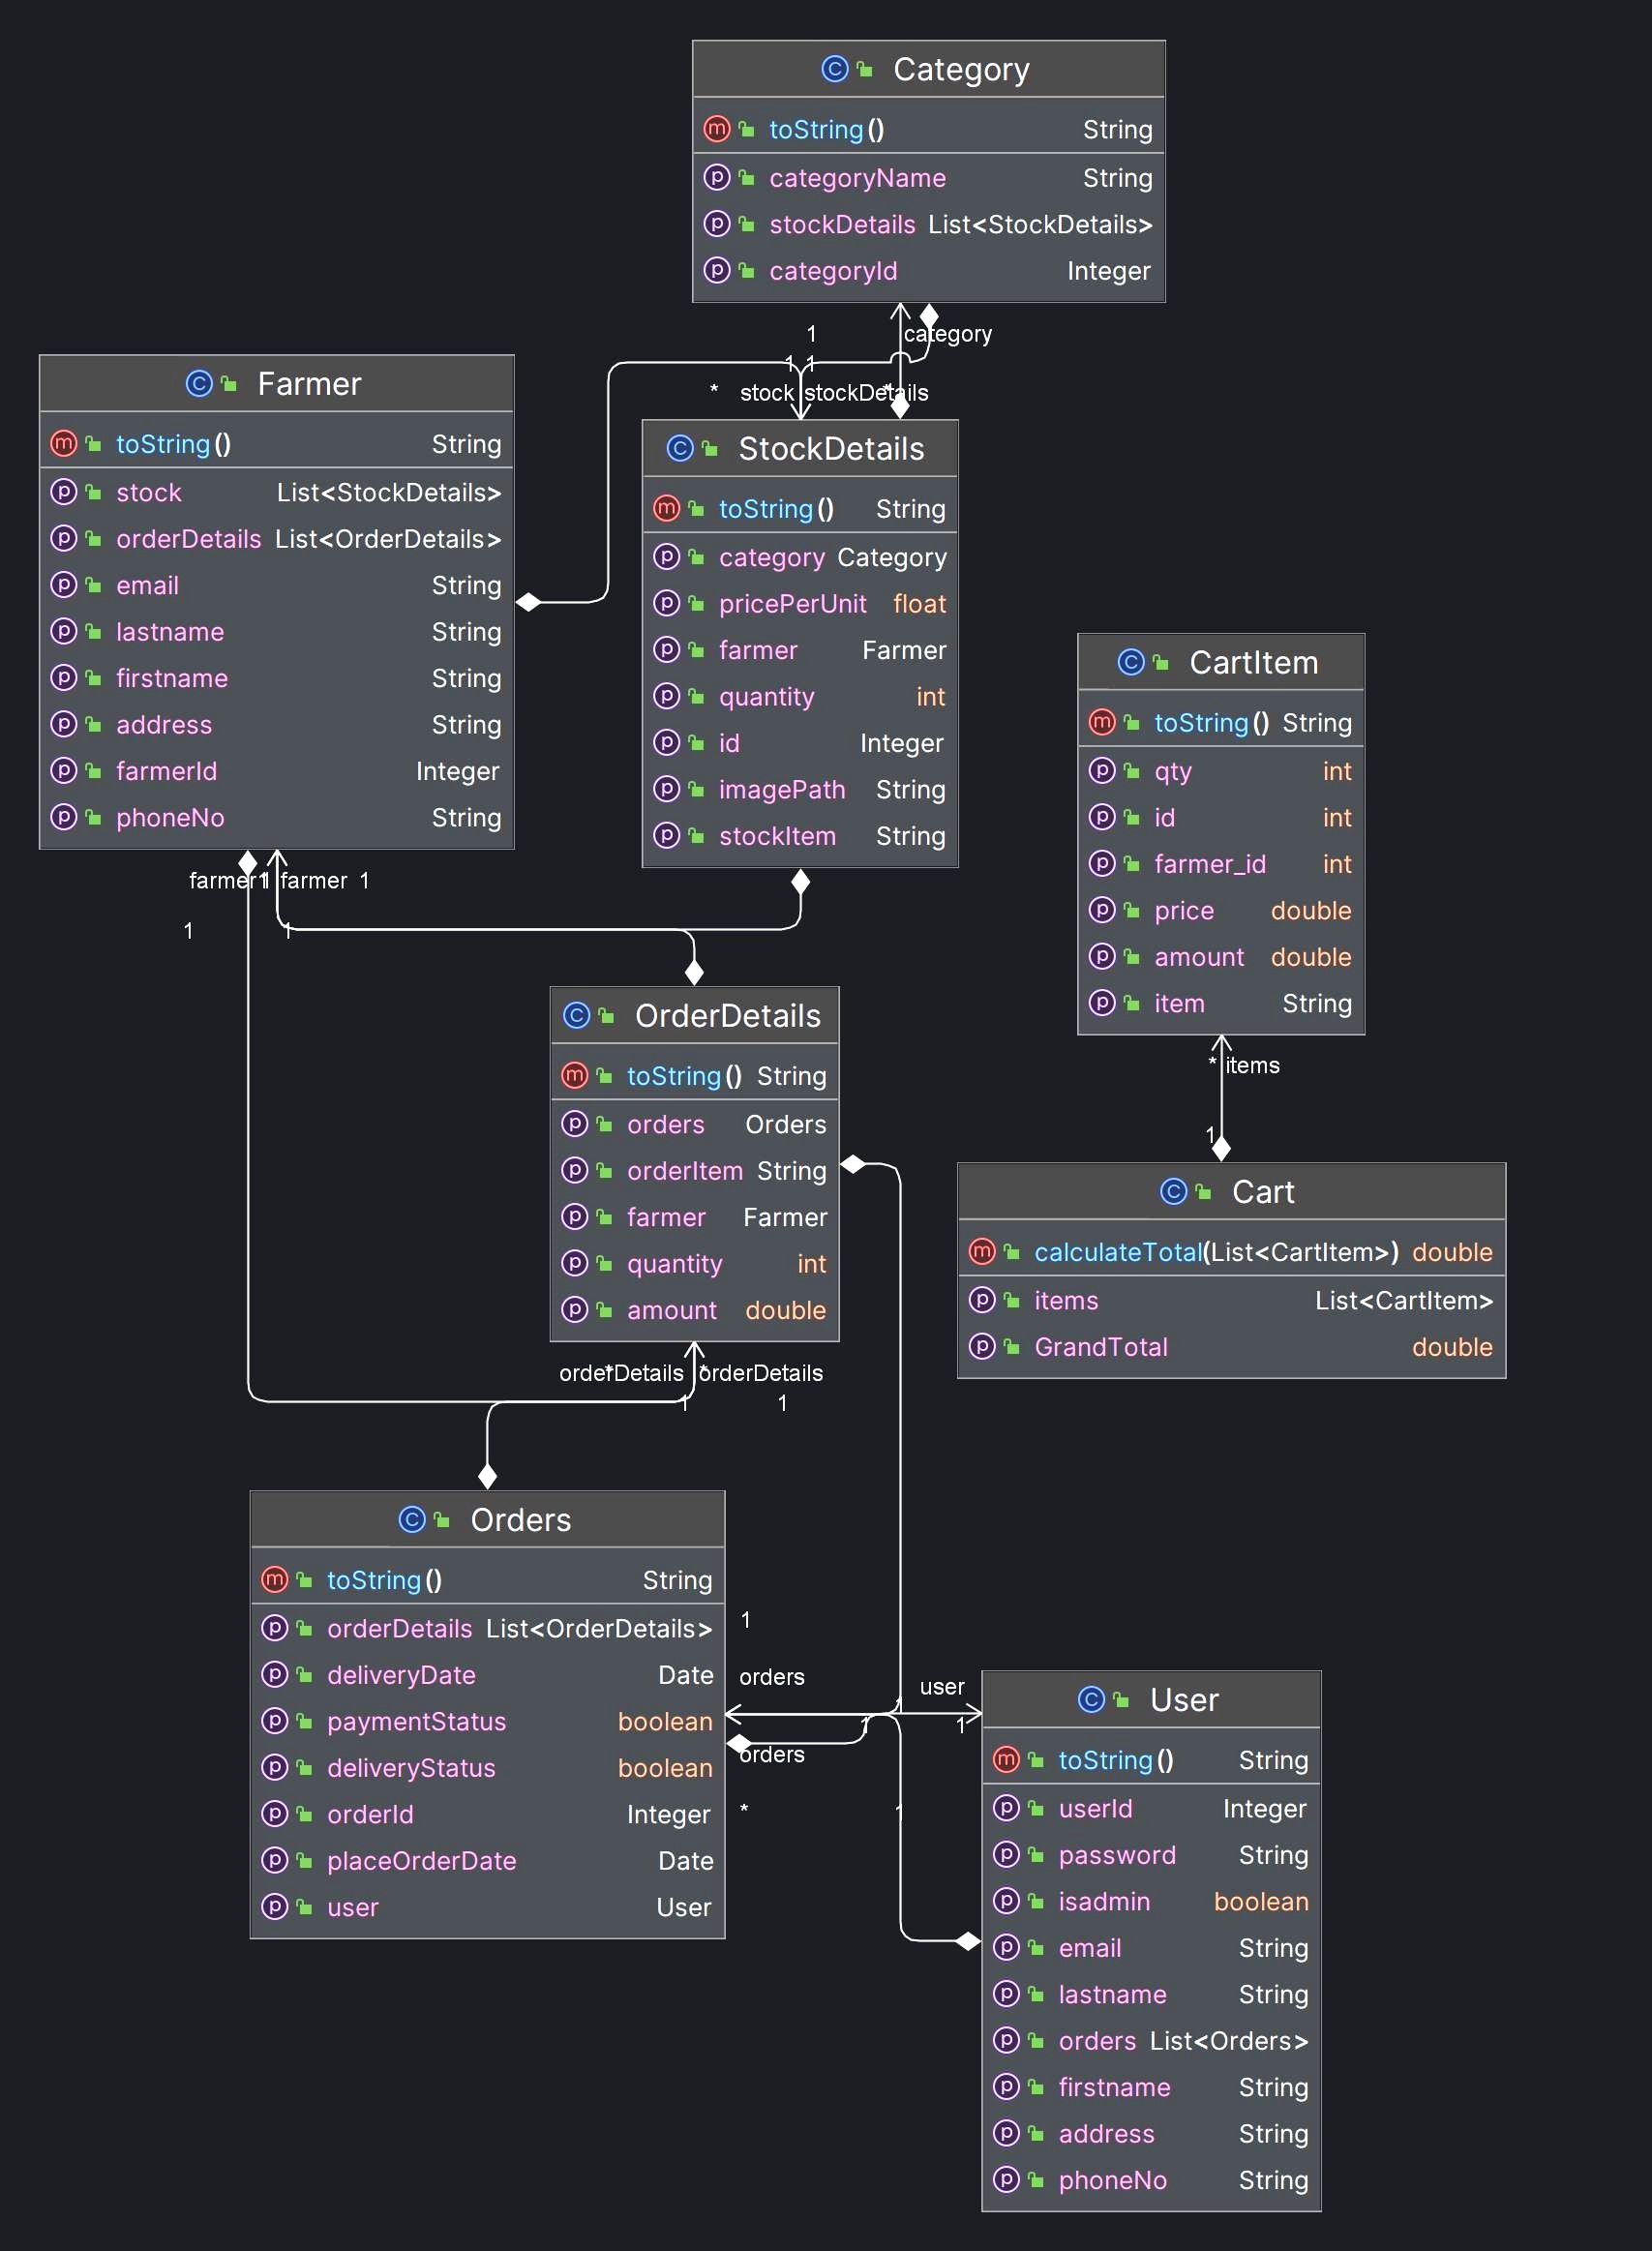 Category
toString() String
categoryName String
stockDetails List<StockDetails>
categoryId Integer
1
category
1 1
* stock stockDetails *
Farmer
toString() String
stock List<StockDetails>
orderDetails List<OrderDetails>
email String
lastname String
firstname String
address String
farmerId Integer
phoneNo String
farmer 1 farmer 1
1 1
StockDetails
toString() String
category Category
pricePerUnit float
farmer Farmer
quantity int
id Integer
imagePath String
stockItem String
CartItem
toString() String
qty int
id int
farmer_id int
price double
amount double
item String
* items
1
Cart
calculateTotal(List<CartItem>) double
items List<CartItem>
GrandTotal double
OrderDetails
toString() String
orders Orders
orderItem String
farmer Farmer
quantity int
amount double
orderDetails * * orderDetails
1 1
Orders
toString() String
orderDetails List<OrderDetails>
deliveryDate Date
paymentStatus boolean
deliveryStatus boolean
orderId Integer
placeOrderDate Date
user User
1
orders
user
1
1 1
orders
* 1
User
toString() String
userId Integer
password String
isadmin boolean
email String
lastname String
orders List<Orders>
firstname String
address String
phoneNo String